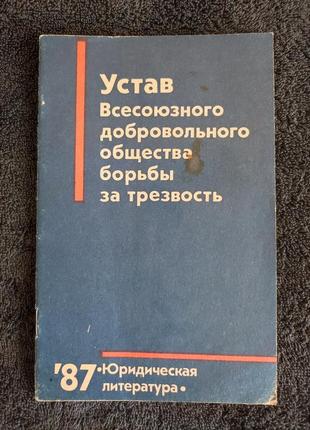 Устав
Всесоюзного
добровольного
общества
борьбы
за трезвость
'87 •Юридическая
литература•